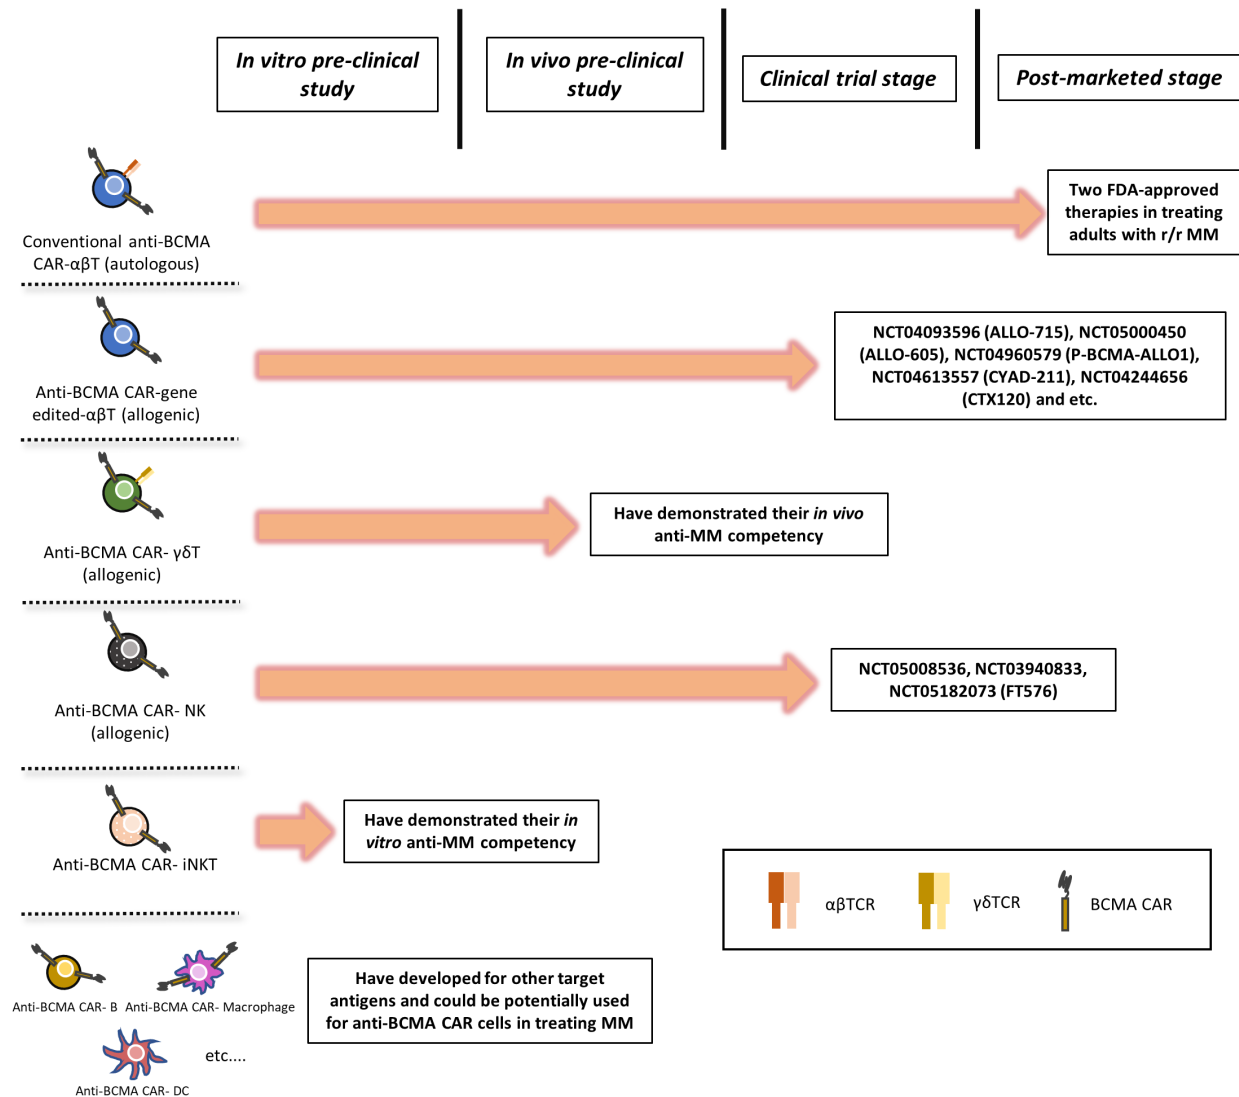 In vitro pre-clinical
study
In vivo pre-clinical
study
Clinical trial stage
Post-marketed stage
Conventional anti-BCMA
CAR-αβT (autologous)
Two FDA-approved
therapies in treating
adults with r/r MM
Anti-BCMA CAR-gene
edited-αβT (allogenic)
NCT04093596 (ALLO-715), NCT05000450
(ALLO-605), NCT04960579 (P-BCMA-ALLO1),
NCT04613557 (CYAD-211), NCT04244656
(CTX120) and etc.
Anti-BCMA CAR- γδT
(allogenic)
Have demonstrated their in vivo
anti-MM competency
Anti-BCMA CAR- NK
(allogenic)
NCT05008536, NCT03940833,
NCT05182073 (FT576)
Anti-BCMA CAR- iNKT
Have demonstrated their in
vitro anti-MM competency
αβTCR
γδTCR
BCMA CAR
Anti-BCMA CAR- B
Anti-BCMA CAR- Macrophage
Anti-BCMA CAR- DC
etc....
Have developed for other target
antigens and could be potentially used
for anti-BCMA CAR cells in treating MM